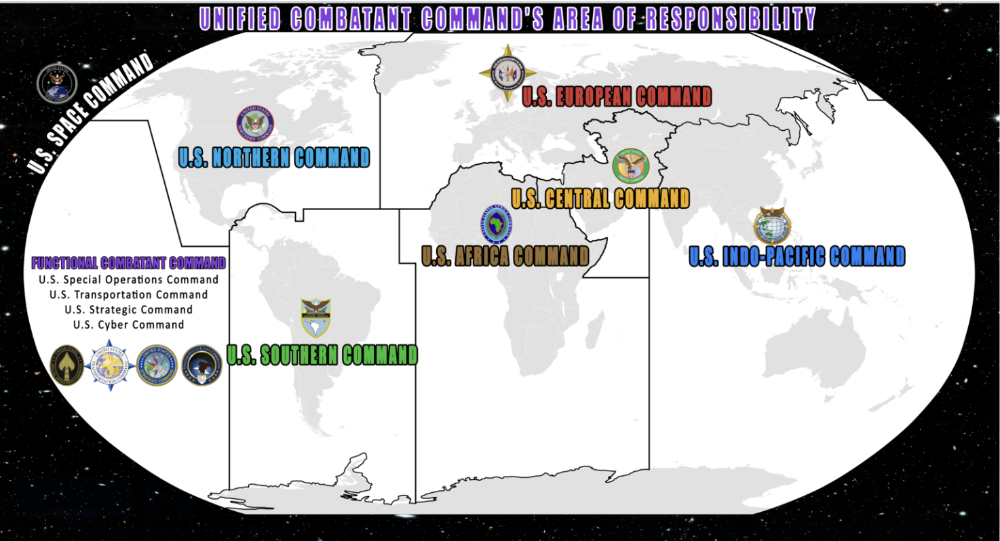 UNIFIED COMBATANT COMMAND'S AREA OF RESPONSIBILITY
U.S. SPACE COMMAND
U.S. EUROPEAN COMMAND
U.S. NORTHERN COMMAND
U.S. CENTRAL COMMAND
U.S. AFRICA COMMAND
U.S. INDO-PACIFIC COMMAND
FUNCTIONAL COMBATANT COMMAND
U.S. Special Operations Command
U.S. Transportation Command
U.S. Strategic Command
U.S. Cyber Command
U.S. SOUTHERN COMMAND